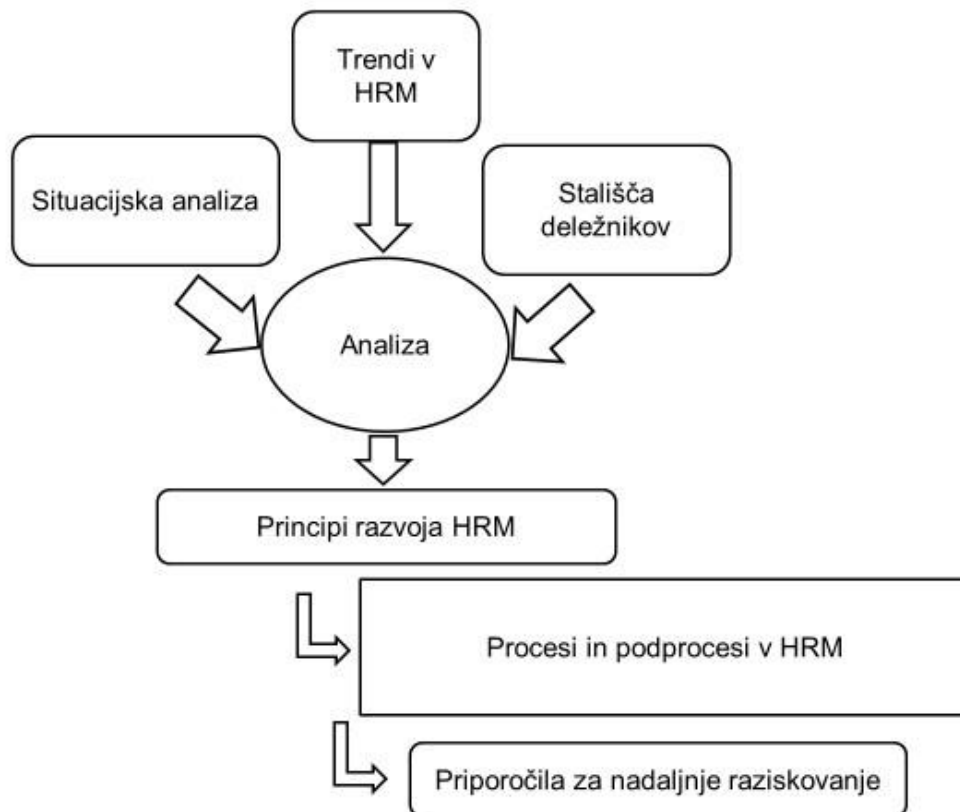 Trendi v
HRM
Situacijska analiza
Stališča
deležnikov
Analiza
Principi razvoja HRM
Procesi in podprocesi v HRM
Priporočila za nadaljnje raziskovanje